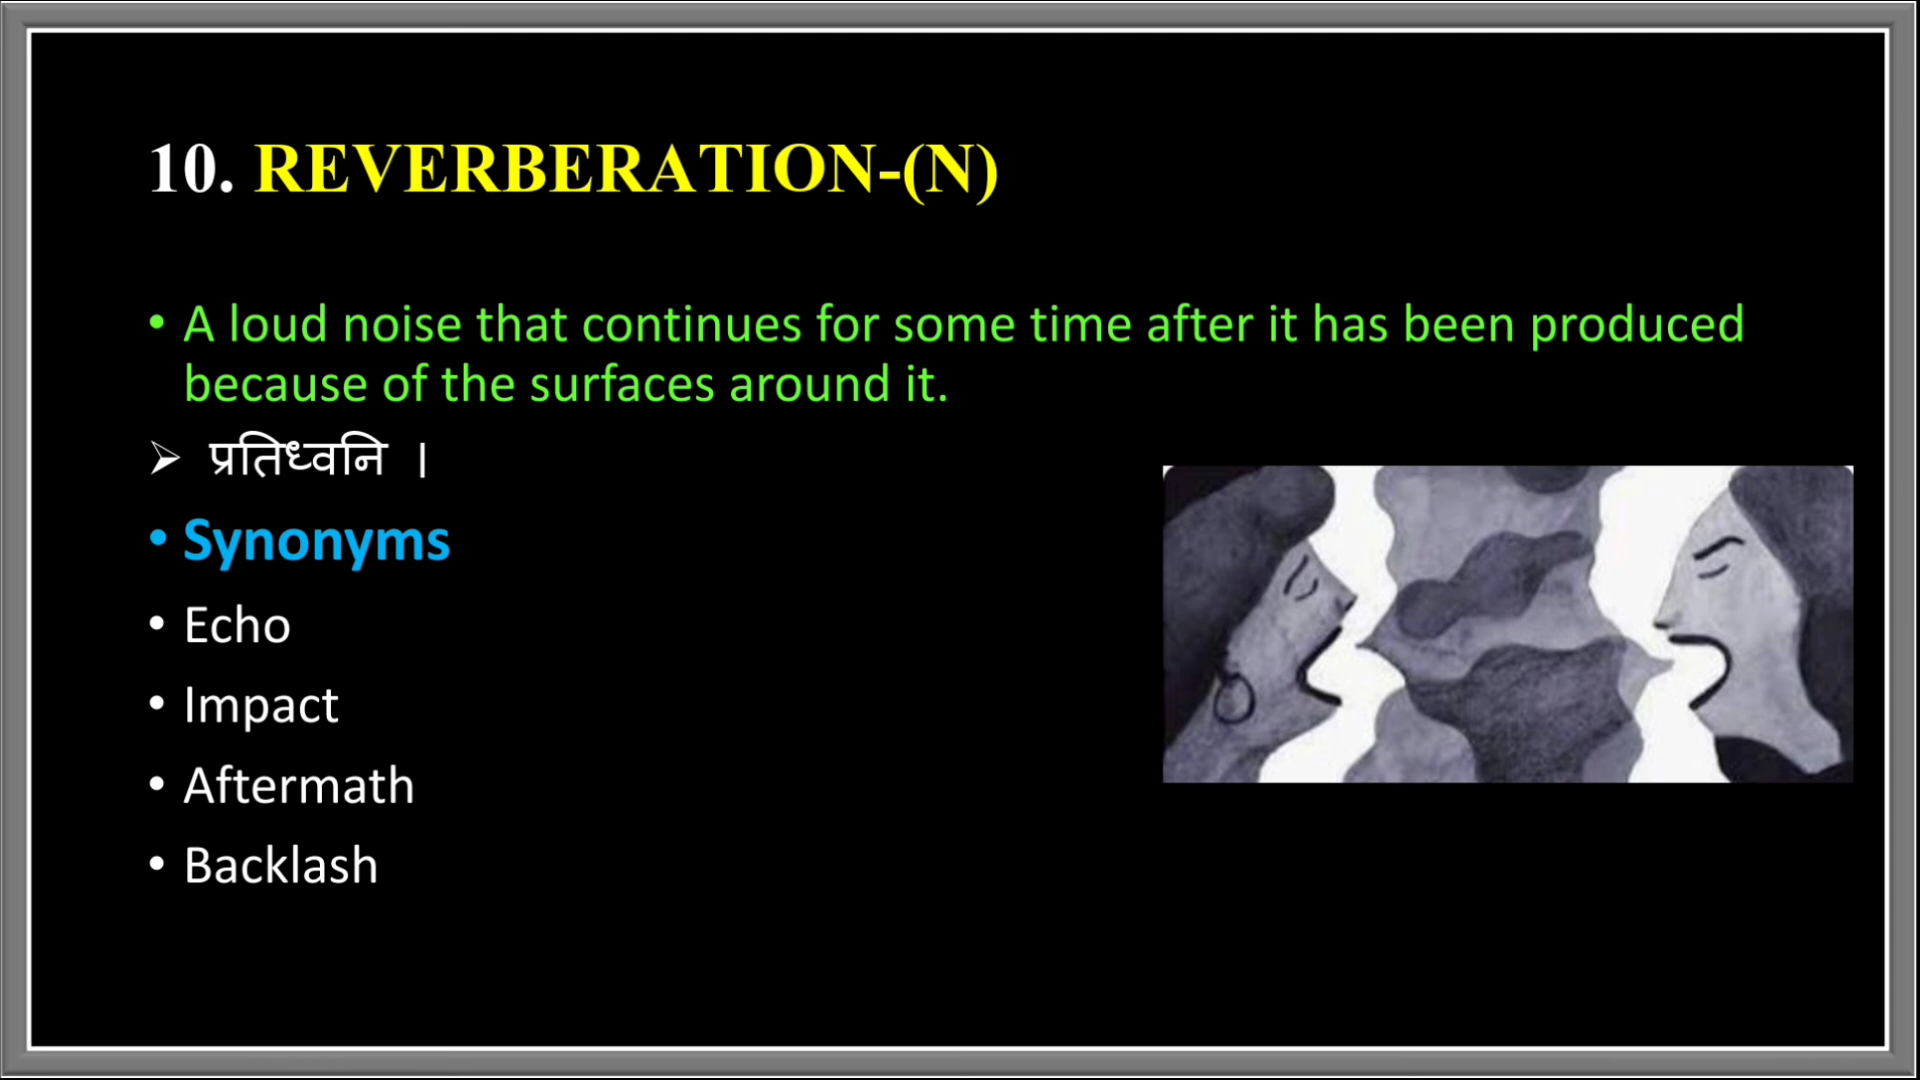 10. REVERBERATION-(N)
• A loud noise that continues for some time after it has been produced
because of the surfaces around it.
➢ प्रतिध्वनि ।
• Synonyms
• Echo
• Impact
• Aftermath
• Backlash